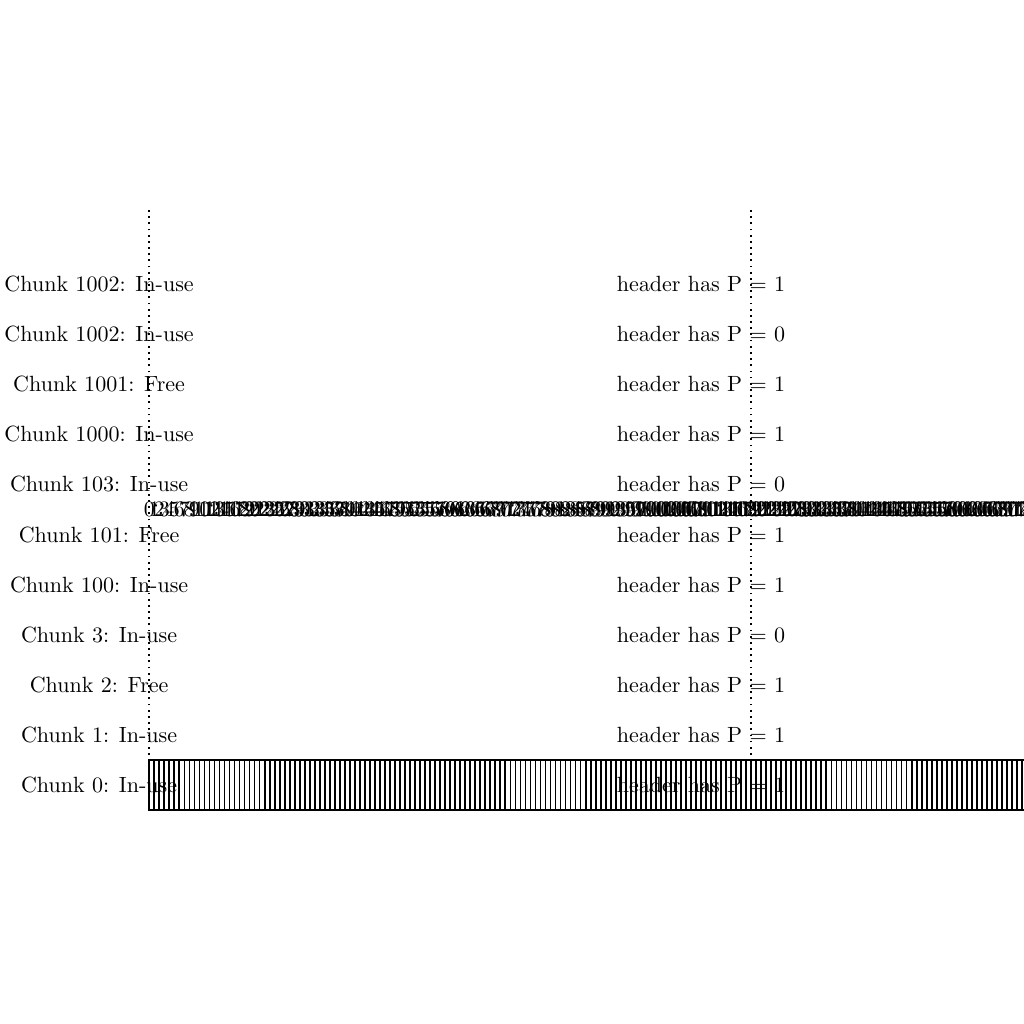 Chunk 1002: In-use header has P = 1
Chunk 1002: In-use header has P = 0
Chunk 1001: Free header has P = 1
Chunk 1000: In-use header has P = 1
Chunk 103: In-use header has P = 0
Chunk 101: Free header has P = 1
Chunk 100: In-use header has P = 1
Chunk 3: In-use header has P = 0
Chunk 2: Free header has P = 1
Chunk 1: In-use header has P = 1
Chunk 0: In-use header has P = 1